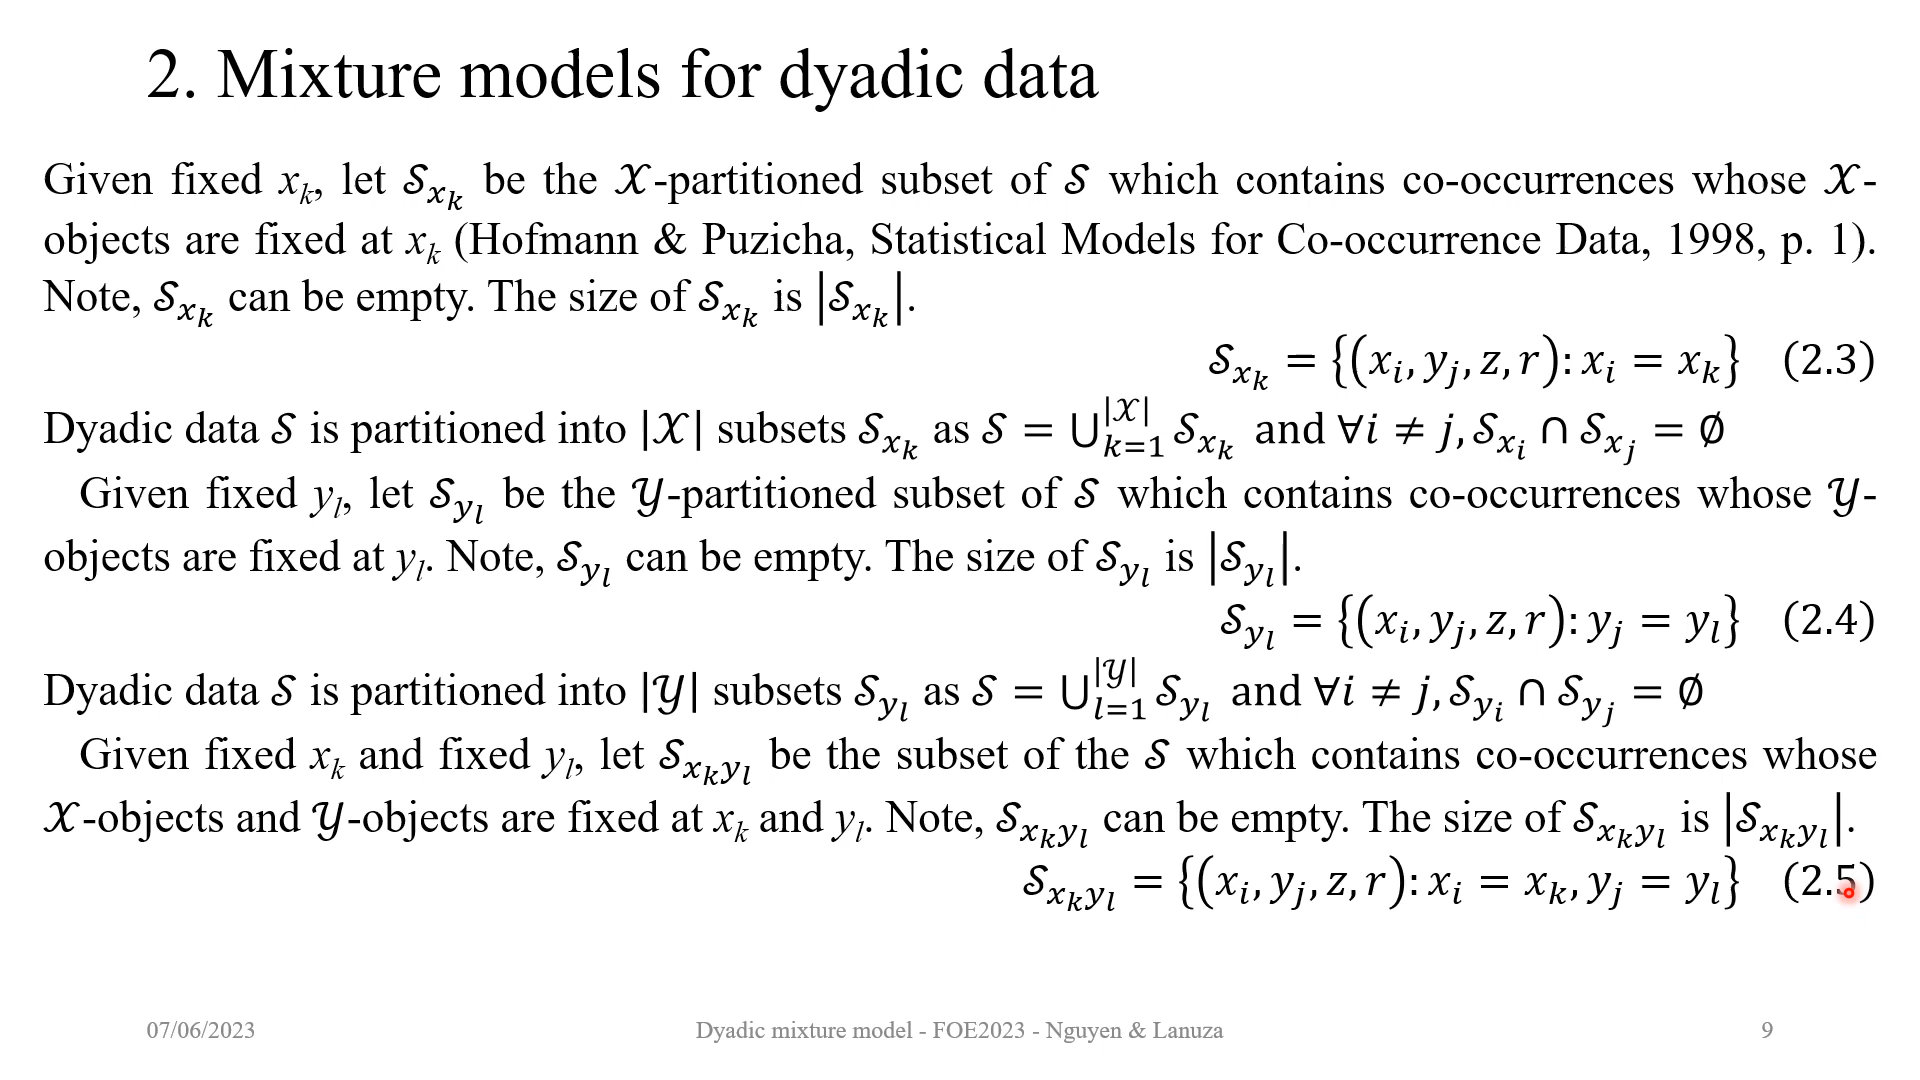 2. Mixture models for dyadic data
Given fixed xₖ, let 𝒮_{x_k} be the 𝒳-partitioned subset of 𝒮 which contains co-occurrences whose 𝒳-
objects are fixed at xₖ (Hofmann & Puzicha, Statistical Models for Co-occurrence Data, 1998, p. 1).
Note, 𝒮_{x_k} can be empty. The size of 𝒮_{x_k} is |𝒮_{x_k}|.
𝒮_{x_k} = {(x_i, y_j, z, r): x_i = x_k} (2.3)
Dyadic data 𝒮 is partitioned into |𝒳| subsets 𝒮_{x_k} as 𝒮 = ⋃_{k=1}^{|𝒳|} 𝒮_{x_k} and ∀i ≠ j, 𝒮_{x_i} ∩ 𝒮_{x_j} = ∅
Given fixed y_l, let 𝒮_{y_l} be the 𝒴-partitioned subset of 𝒮 which contains co-occurrences whose 𝒴-
objects are fixed at y_l. Note, 𝒮_{y_l} can be empty. The size of 𝒮_{y_l} is |𝒮_{y_l}|.
𝒮_{y_l} = {(x_i, y_j, z, r): y_j = y_l} (2.4)
Dyadic data 𝒮 is partitioned into |𝒴| subsets 𝒮_{y_l} as 𝒮 = ⋃_{l=1}^{|𝒴|} 𝒮_{y_l} and ∀i ≠ j, 𝒮_{y_i} ∩ 𝒮_{y_j} = ∅
Given fixed x_k and fixed y_l, let 𝒮_{x_k y_l} be the subset of the 𝒮 which contains co-occurrences whose
𝒳-objects and 𝒴-objects are fixed at x_k and y_l. Note, 𝒮_{x_k y_l} can be empty. The size of 𝒮_{x_k y_l} is |𝒮_{x_k y_l}|.
𝒮_{x_k y_l} = {(x_i, y_j, z, r): x_i = x_k, y_j = y_l} (2.5)
07/06/2023
Dyadic mixture model - FOE2023 - Nguyen & Lanuza
9